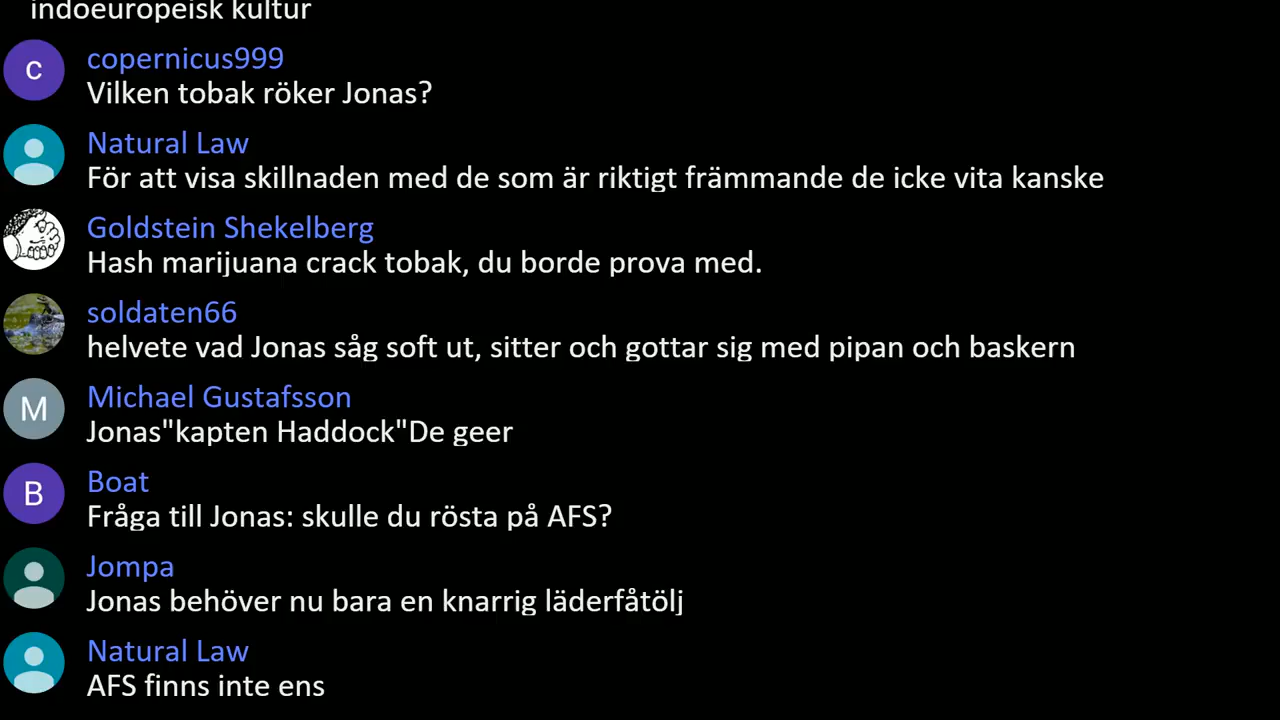 indoeuropeisk kultur
c
copernicus999
Vilken tobak röker Jonas?
Natural Law
För att visa skillnaden med de som är riktigt främmande de icke vita kanske
Goldstein Shekelberg
Hash marijuana crack tobak, du borde prova med.
soldaten66
helvete vad Jonas såg soft ut, sitter och gottar sig med pipan och baskern
M
Michael Gustafsson
Jonas"kapten Haddock"De geer
B
Boat
Fråga till Jonas: skulle du rösta på AFS?
Jompa
Jonas behöver nu bara en knarrig läderfåtölj
Natural Law
AFS finns inte ens